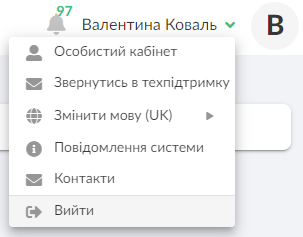 97
Валентина Коваль
В
Особистий кабінет
Звернутись в техпідтримку
Змінити мову (UK)
Повідомлення системи
Контакти
Вийти